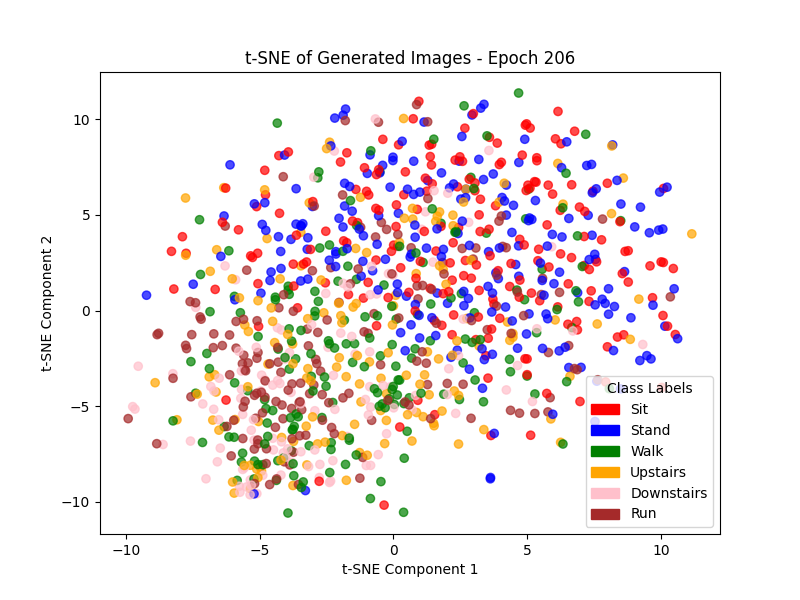 t-SNE of Generated Images - Epoch 206
t-SNE Component 2
10
5
0
−5
−10
Class Labels
Sit
Stand
Walk
Upstairs
Downstairs
Run
−10
−5
0
5
10
t-SNE Component 1